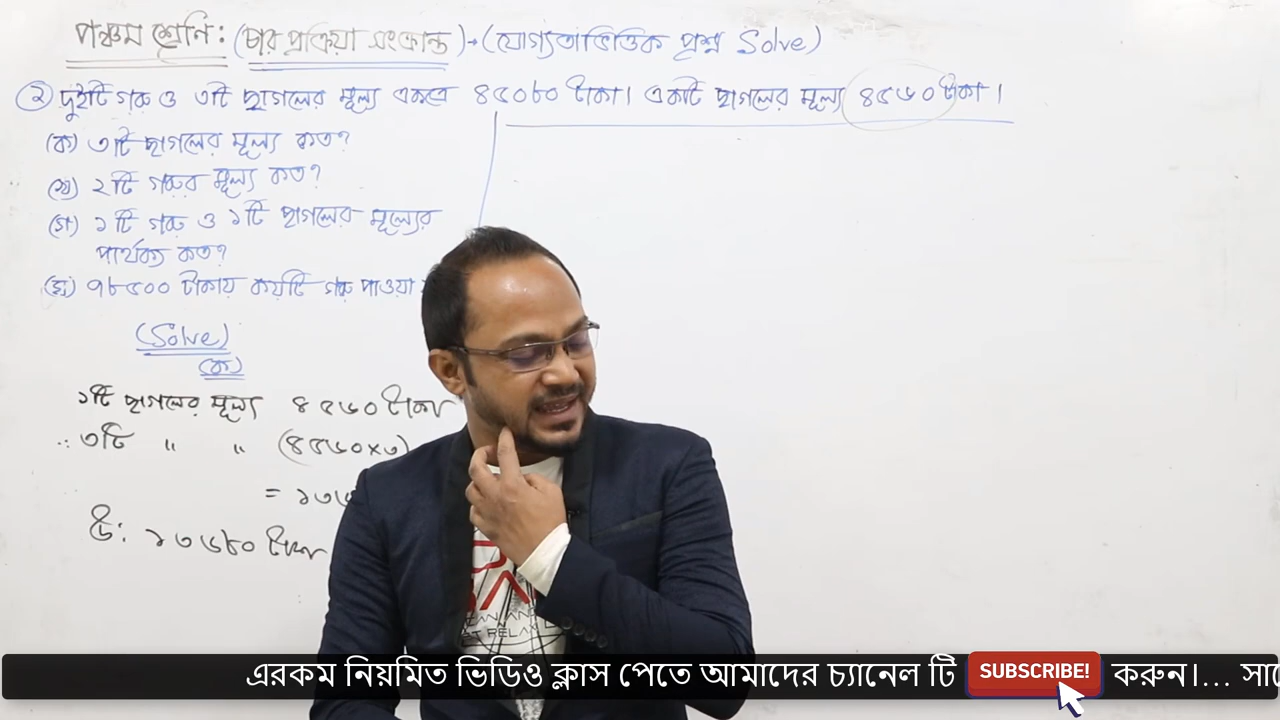 পঞ্চম শ্রেণি: (চার প্রক্রিয়া সংক্রান্ত) → (যোগ্যতাভিত্তিক প্রশ্ন Solve)
২ দুইটি গরু ও ৩টি ছাগলের মূল্য একত্রে ৪৫০৮০ টাকা। একটি ছাগলের মূল্য ৪৫৬০ টাকা।
(ক) ৩টি ছাগলের মূল্য কত?
(খ) ২টি গরুর মূল্য কত?
(গ) ১টি গরু ও ১টি ছাগলের মূল্যের
পার্থক্য কত?
(ঘ) ৭৮৫০০ টাকায় কয়টি গরু পাওয়া
(Solve)
(ক)
১টি ছাগলের মূল্য ৪৫৬০ টাকা
∴ ৩টি " " (৪৫৬০×৩)
= ১৩৬
উ: ১৩৬৮০ টাকা
এরকম নিয়মিত ভিডিও ক্লাস পেতে আমাদের চ্যানেল টি SUBSCRIBE! করুন।...